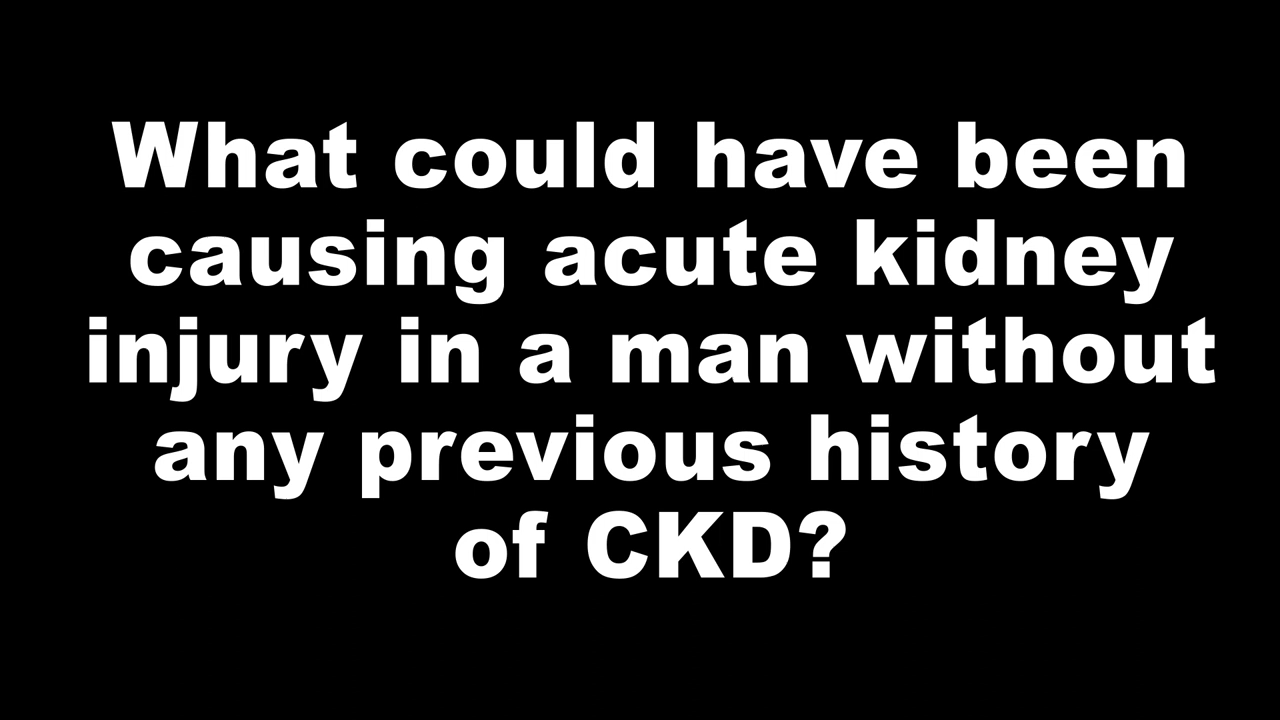 What could have been
causing acute kidney
injury in a man without
any previous history
of CKD?